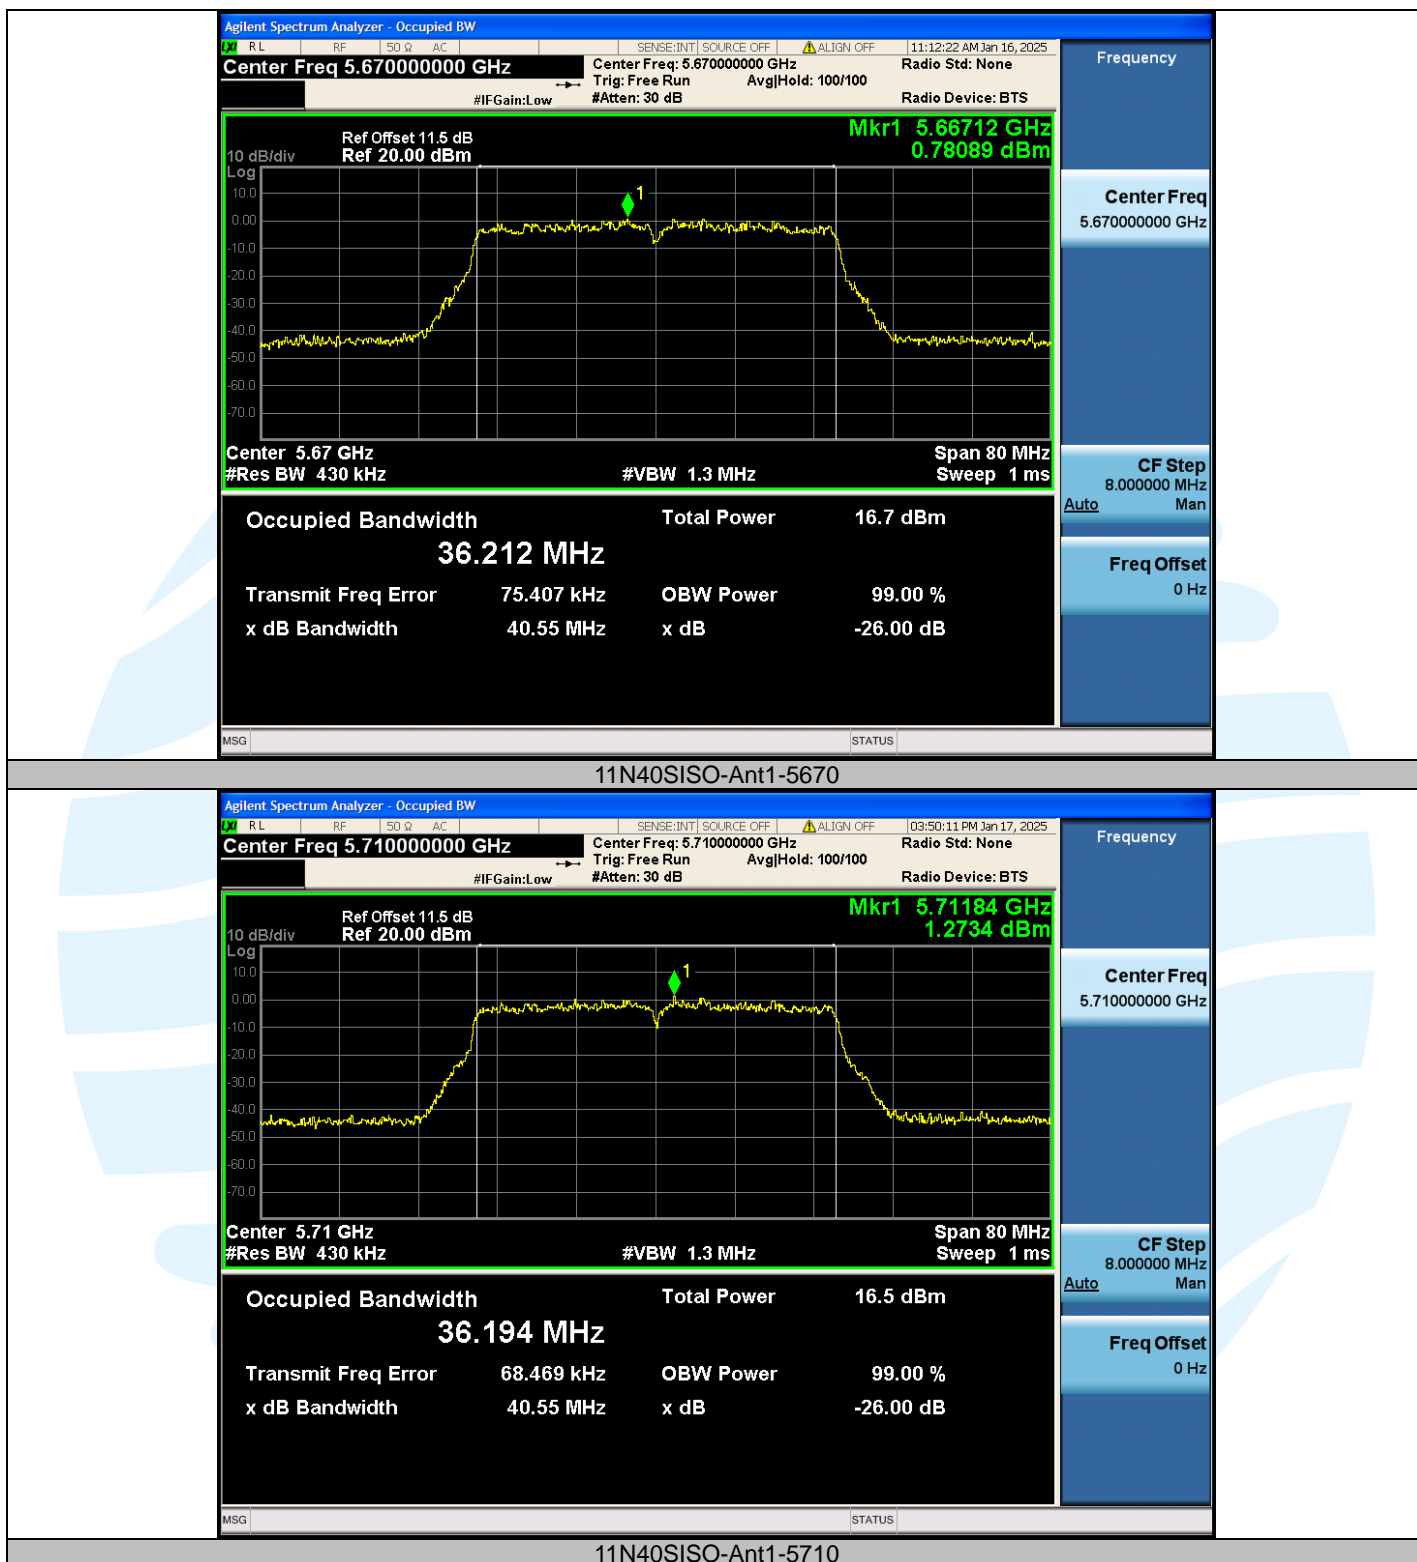 Agilent Spectrum Analyzer - Occupied BW
LXI RL RF 50 Ω AC SENSE:INT SOURCE OFF ALIGN OFF 11:12:22 AM Jan 16, 2025
Center Freq 5.670000000 GHz
Center Freq: 5.670000000 GHz
Radio Std: None
Trig: Free Run Avg|Hold: 100/100
#IFGain:Low #Atten: 30 dB Radio Device: BTS
Frequency
Mkr1 5.66712 GHz
0.78089 dBm
Ref Offset 11.5 dB
10 dB/div Ref 20.00 dBm
Log
10.0
0.00
-10.0
-20.0
-30.0
-40.0
-50.0
-60.0
-70.0
1
Center 5.67 GHz Span 80 MHz
#Res BW 430 kHz #VBW 1.3 MHz Sweep 1 ms
Center Freq
5.670000000 GHz
CF Step
8.000000 MHz
Auto Man
Freq Offset
0 Hz
Occupied Bandwidth Total Power 16.7 dBm
36.212 MHz
Transmit Freq Error 75.407 kHz OBW Power 99.00 %
x dB Bandwidth 40.55 MHz x dB -26.00 dB
MSG STATUS
11N40SISO-Ant1-5670
Agilent Spectrum Analyzer - Occupied BW
LXI RL RF 50 Ω AC SENSE:INT SOURCE OFF ALIGN OFF 03:50:11 PM Jan 17, 2025
Center Freq 5.710000000 GHz
Center Freq: 5.710000000 GHz
Radio Std: None
Trig: Free Run Avg|Hold: 100/100
#IFGain:Low #Atten: 30 dB Radio Device: BTS
Frequency
Mkr1 5.71184 GHz
1.2734 dBm
Ref Offset 11.5 dB
10 dB/div Ref 20.00 dBm
Log
10.0
0.00
-10.0
-20.0
-30.0
-40.0
-50.0
-60.0
-70.0
1
Center 5.71 GHz Span 80 MHz
#Res BW 430 kHz #VBW 1.3 MHz Sweep 1 ms
Center Freq
5.710000000 GHz
CF Step
8.000000 MHz
Auto Man
Freq Offset
0 Hz
Occupied Bandwidth Total Power 16.5 dBm
36.194 MHz
Transmit Freq Error 68.469 kHz OBW Power 99.00 %
x dB Bandwidth 40.55 MHz x dB -26.00 dB
MSG STATUS
11N40SISO-Ant1-5710